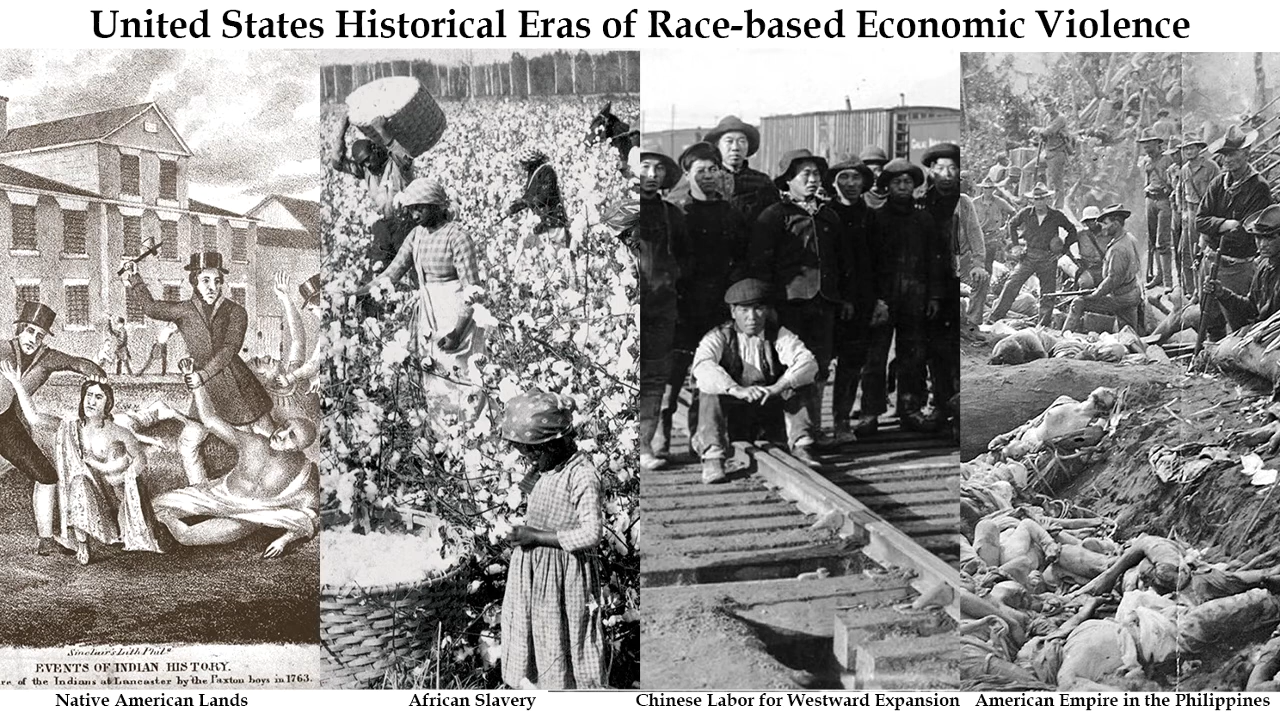 United States Historical Eras of Race-based Economic Violence
Sinclair's Lith Phila
EVENTS OF INDIAN HISTORY.
re of the Indians at Lancaster by the Paxton boys in 1763.
Native American Lands
African Slavery
Chinese Labor for Westward Expansion
American Empire in the Philippines